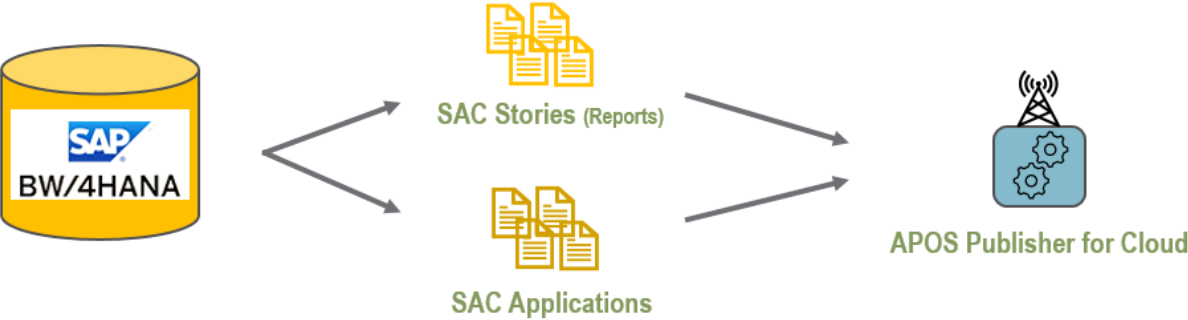 SAP
BW/4HANA
SAC Stories (Reports)
SAC Applications
APOS Publisher for Cloud